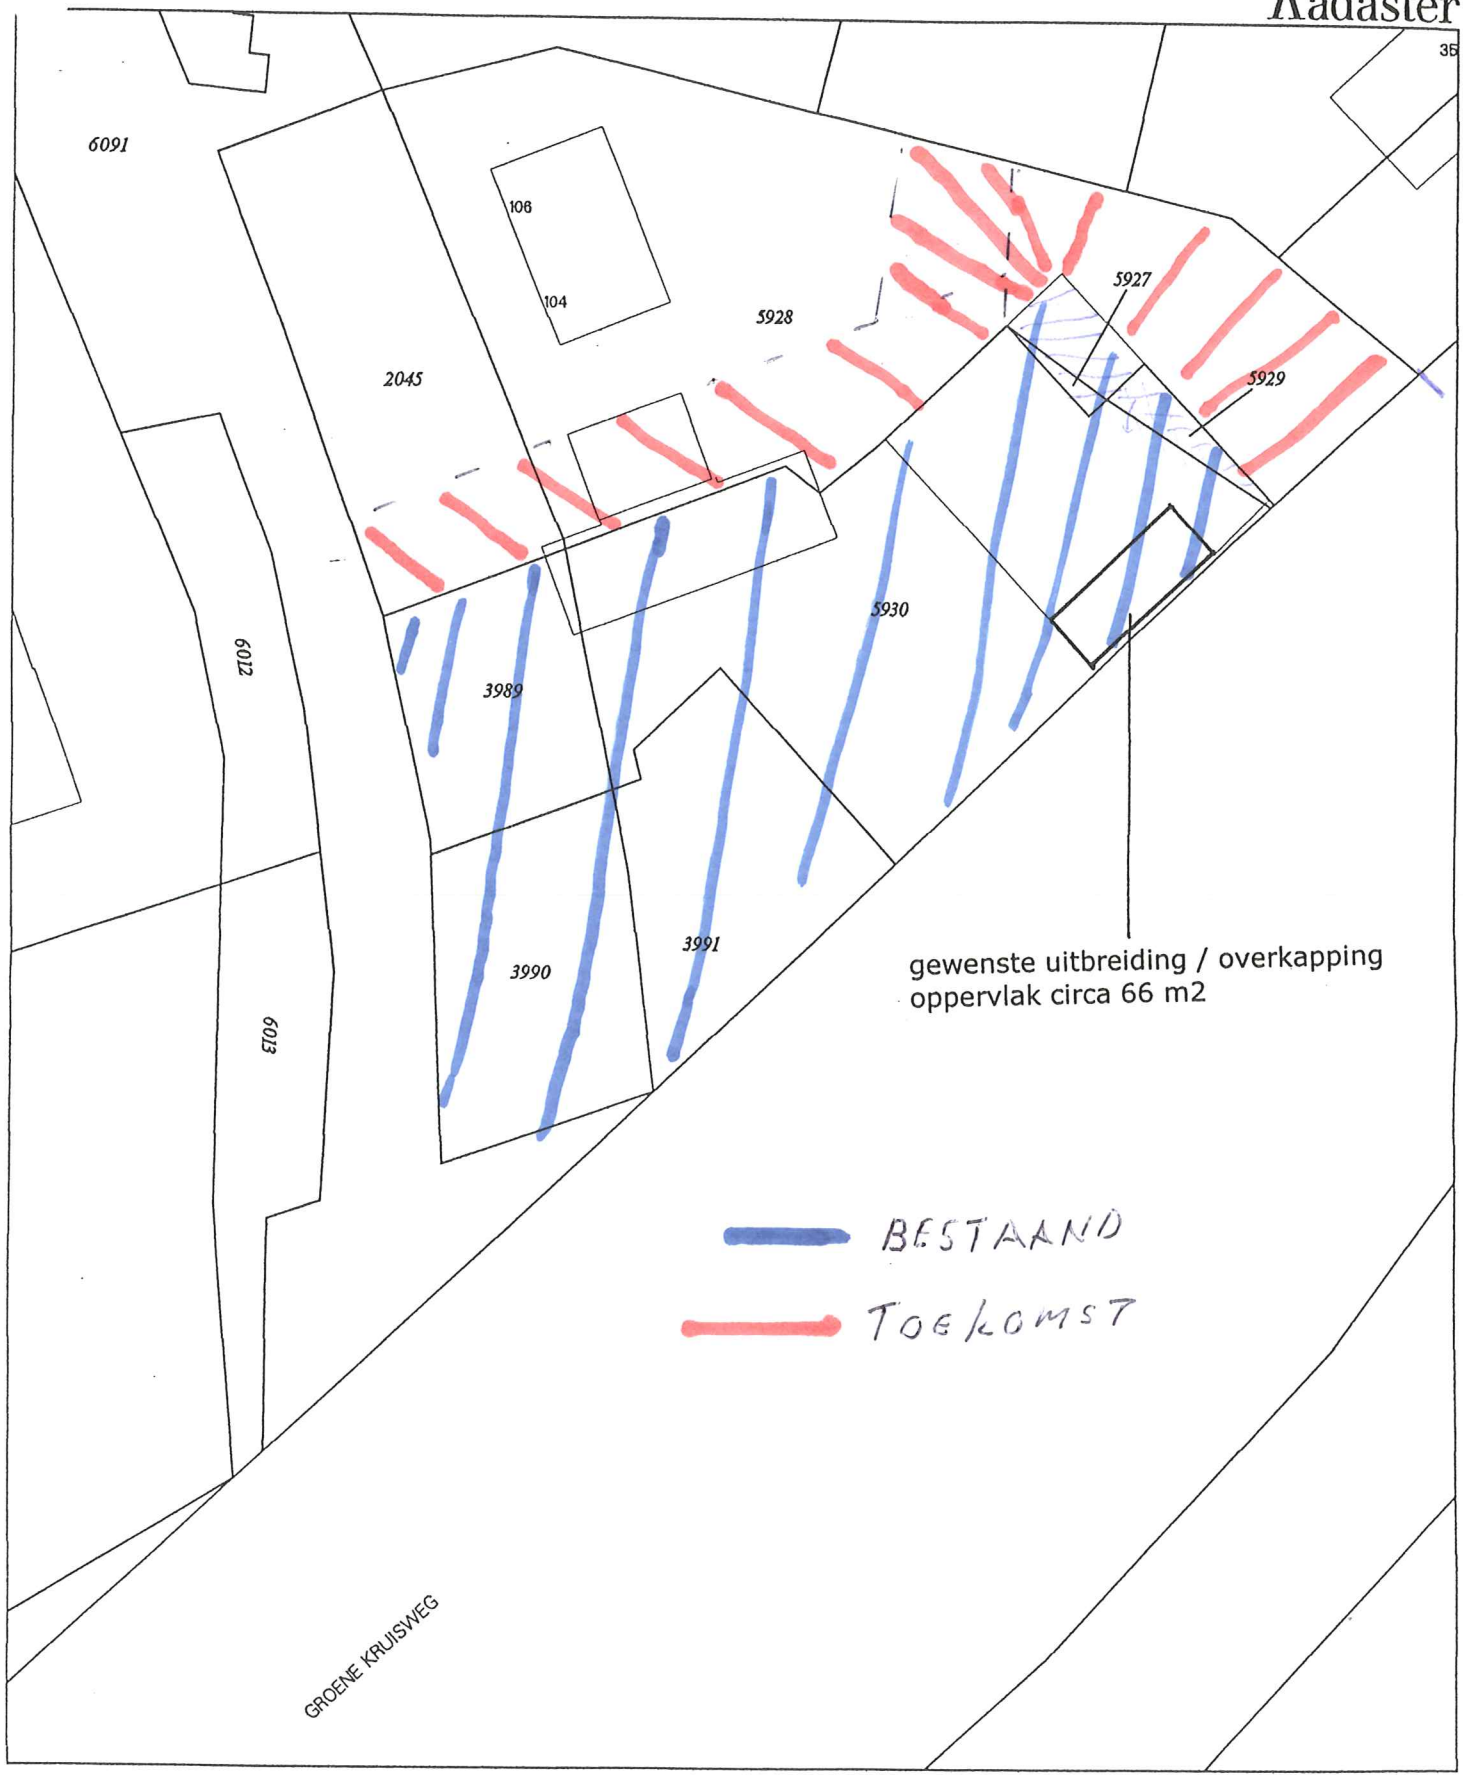 Kadaster
35
6091
106
104
5927
5928
2045
5929
5930
6012
3989
3991
gewenste uitbreiding / overkapping
oppervlak circa 66 m2
3990
6013
BESTAAND
TOEKOMST
GROENE KRUISWEG